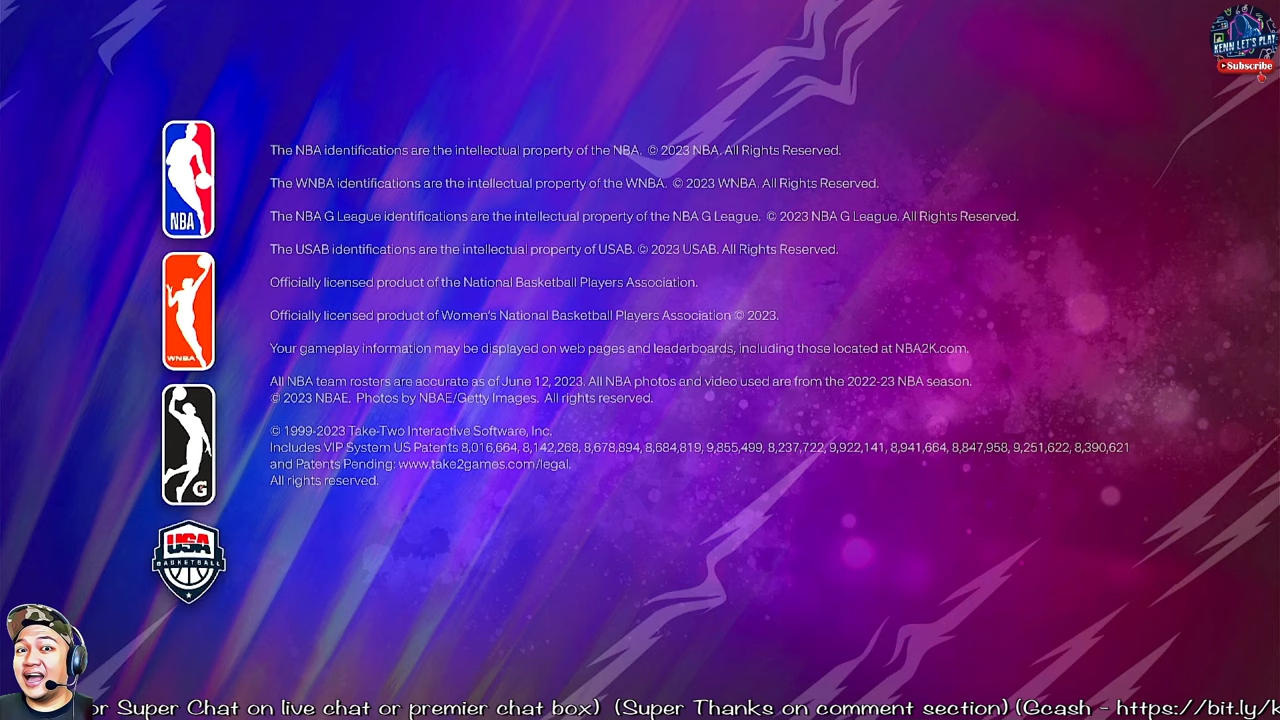 KENN LET'S PLAY
Subscribe
The NBA identifications are the intellectual property of the NBA. © 2023 NBA. All Rights Reserved.
The WNBA identifications are the intellectual property of the WNBA. © 2023 WNBA. All Rights Reserved.
The NBA G League identifications are the intellectual property of the NBA G League. © 2023 NBA G League. All Rights Reserved.
NBA
The USAB identifications are the intellectual property of USAB. © 2023 USAB. All Rights Reserved.
Officially licensed product of the National Basketball Players Association.
Officially licensed product of Women's National Basketball Players Association © 2023.
Your gameplay information may be displayed on web pages and leaderboards, including those located at NBA2K.com.
WNBA
All NBA team rosters are accurate as of June 12, 2023. All NBA photos and video used are from the 2022-23 NBA season.
© 2023 NBAE. Photos by NBAE/Getty Images. All rights reserved.
© 1999-2023 Take-Two Interactive Software, Inc.
Includes VIP System US Patents 8,016,664, 8,142,268, 8,678,894, 8,684,819, 9,855,499, 8,237,722, 9,922,141, 8,941,664, 8,847,958, 9,251,622, 8,390,621
and Patents Pending: www.take2games.com/legal.
All rights reserved.
G
USA
BASKETBALL
or Super Chat on live chat or premier chat box) (Super Thanks on comment section) (Gcash - https://bit.ly/k